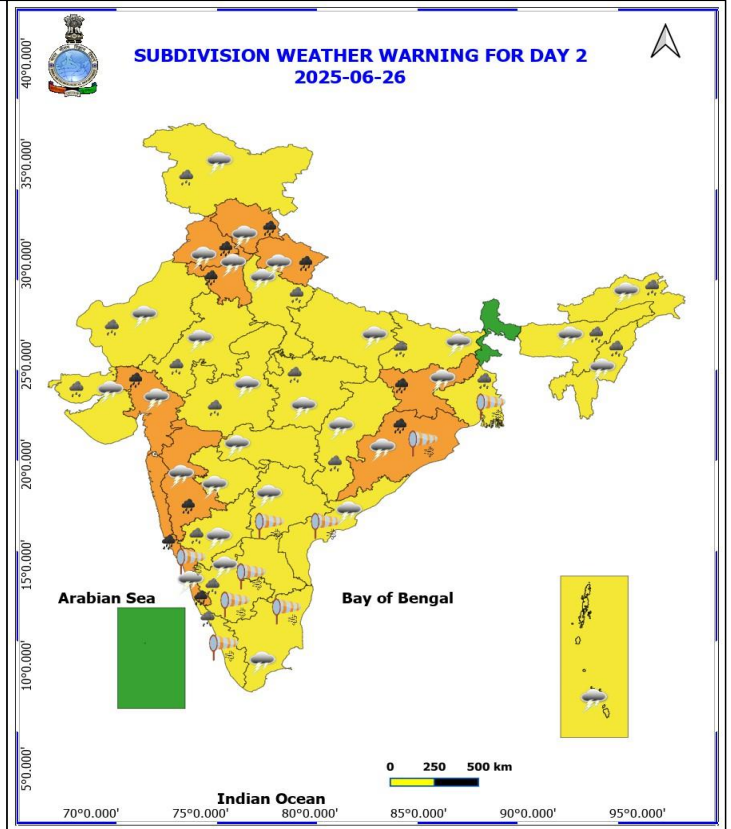 SUBDIVISION WEATHER WARNING FOR DAY 2
2025-06-26
40°0.000'
35°0.000'
30°0.000'
25°0.000'
20°0.000'
15°0.000'
10°0.000'
5°0.000'
Arabian Sea
Bay of Bengal
0 250 500 km
Indian Ocean
70°0.000' 75°0.000' 80°0.000' 85°0.000' 90°0.000' 95°0.000'